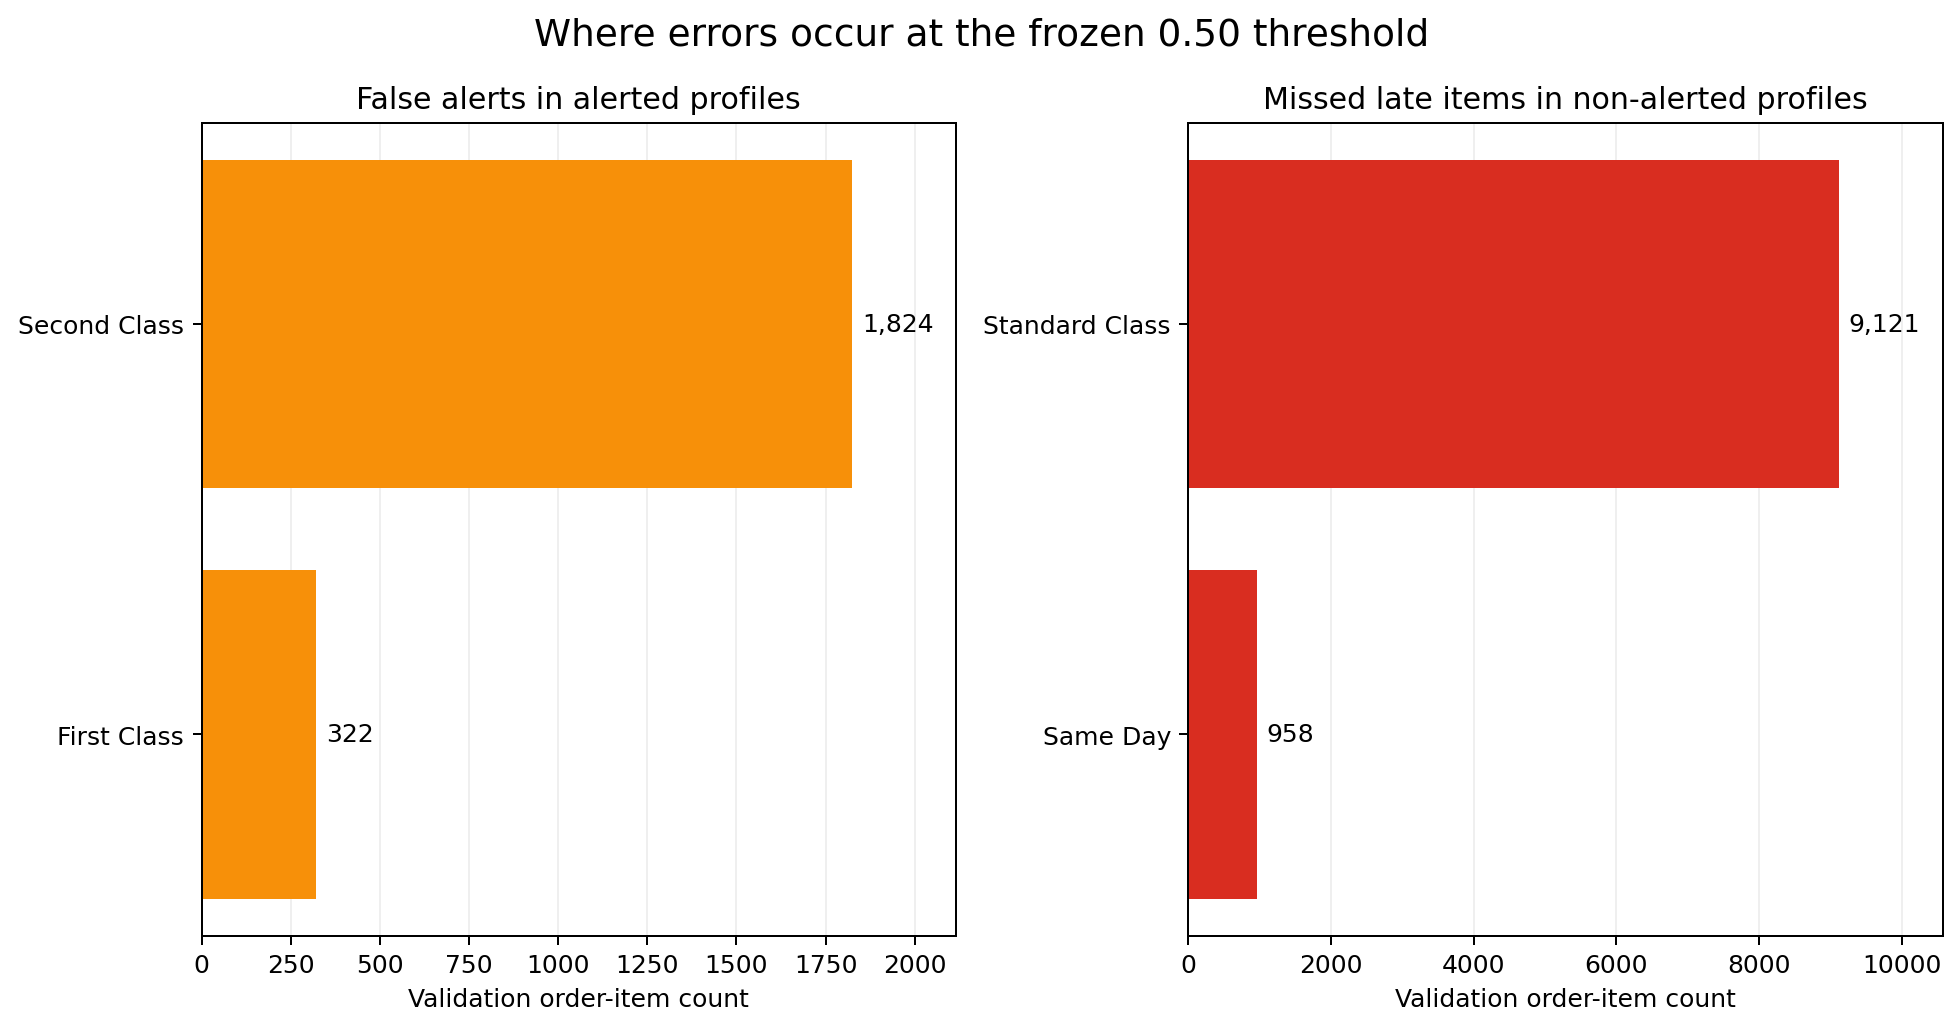 Where errors occur at the frozen 0.50 threshold
False alerts in alerted profiles
Second Class
1,824
First Class
322
0 250 500 750 1000 1250 1500 1750 2000
Validation order-item count
Missed late items in non-alerted profiles
Standard Class
9,121
Same Day
958
0 2000 4000 6000 8000 10000
Validation order-item count